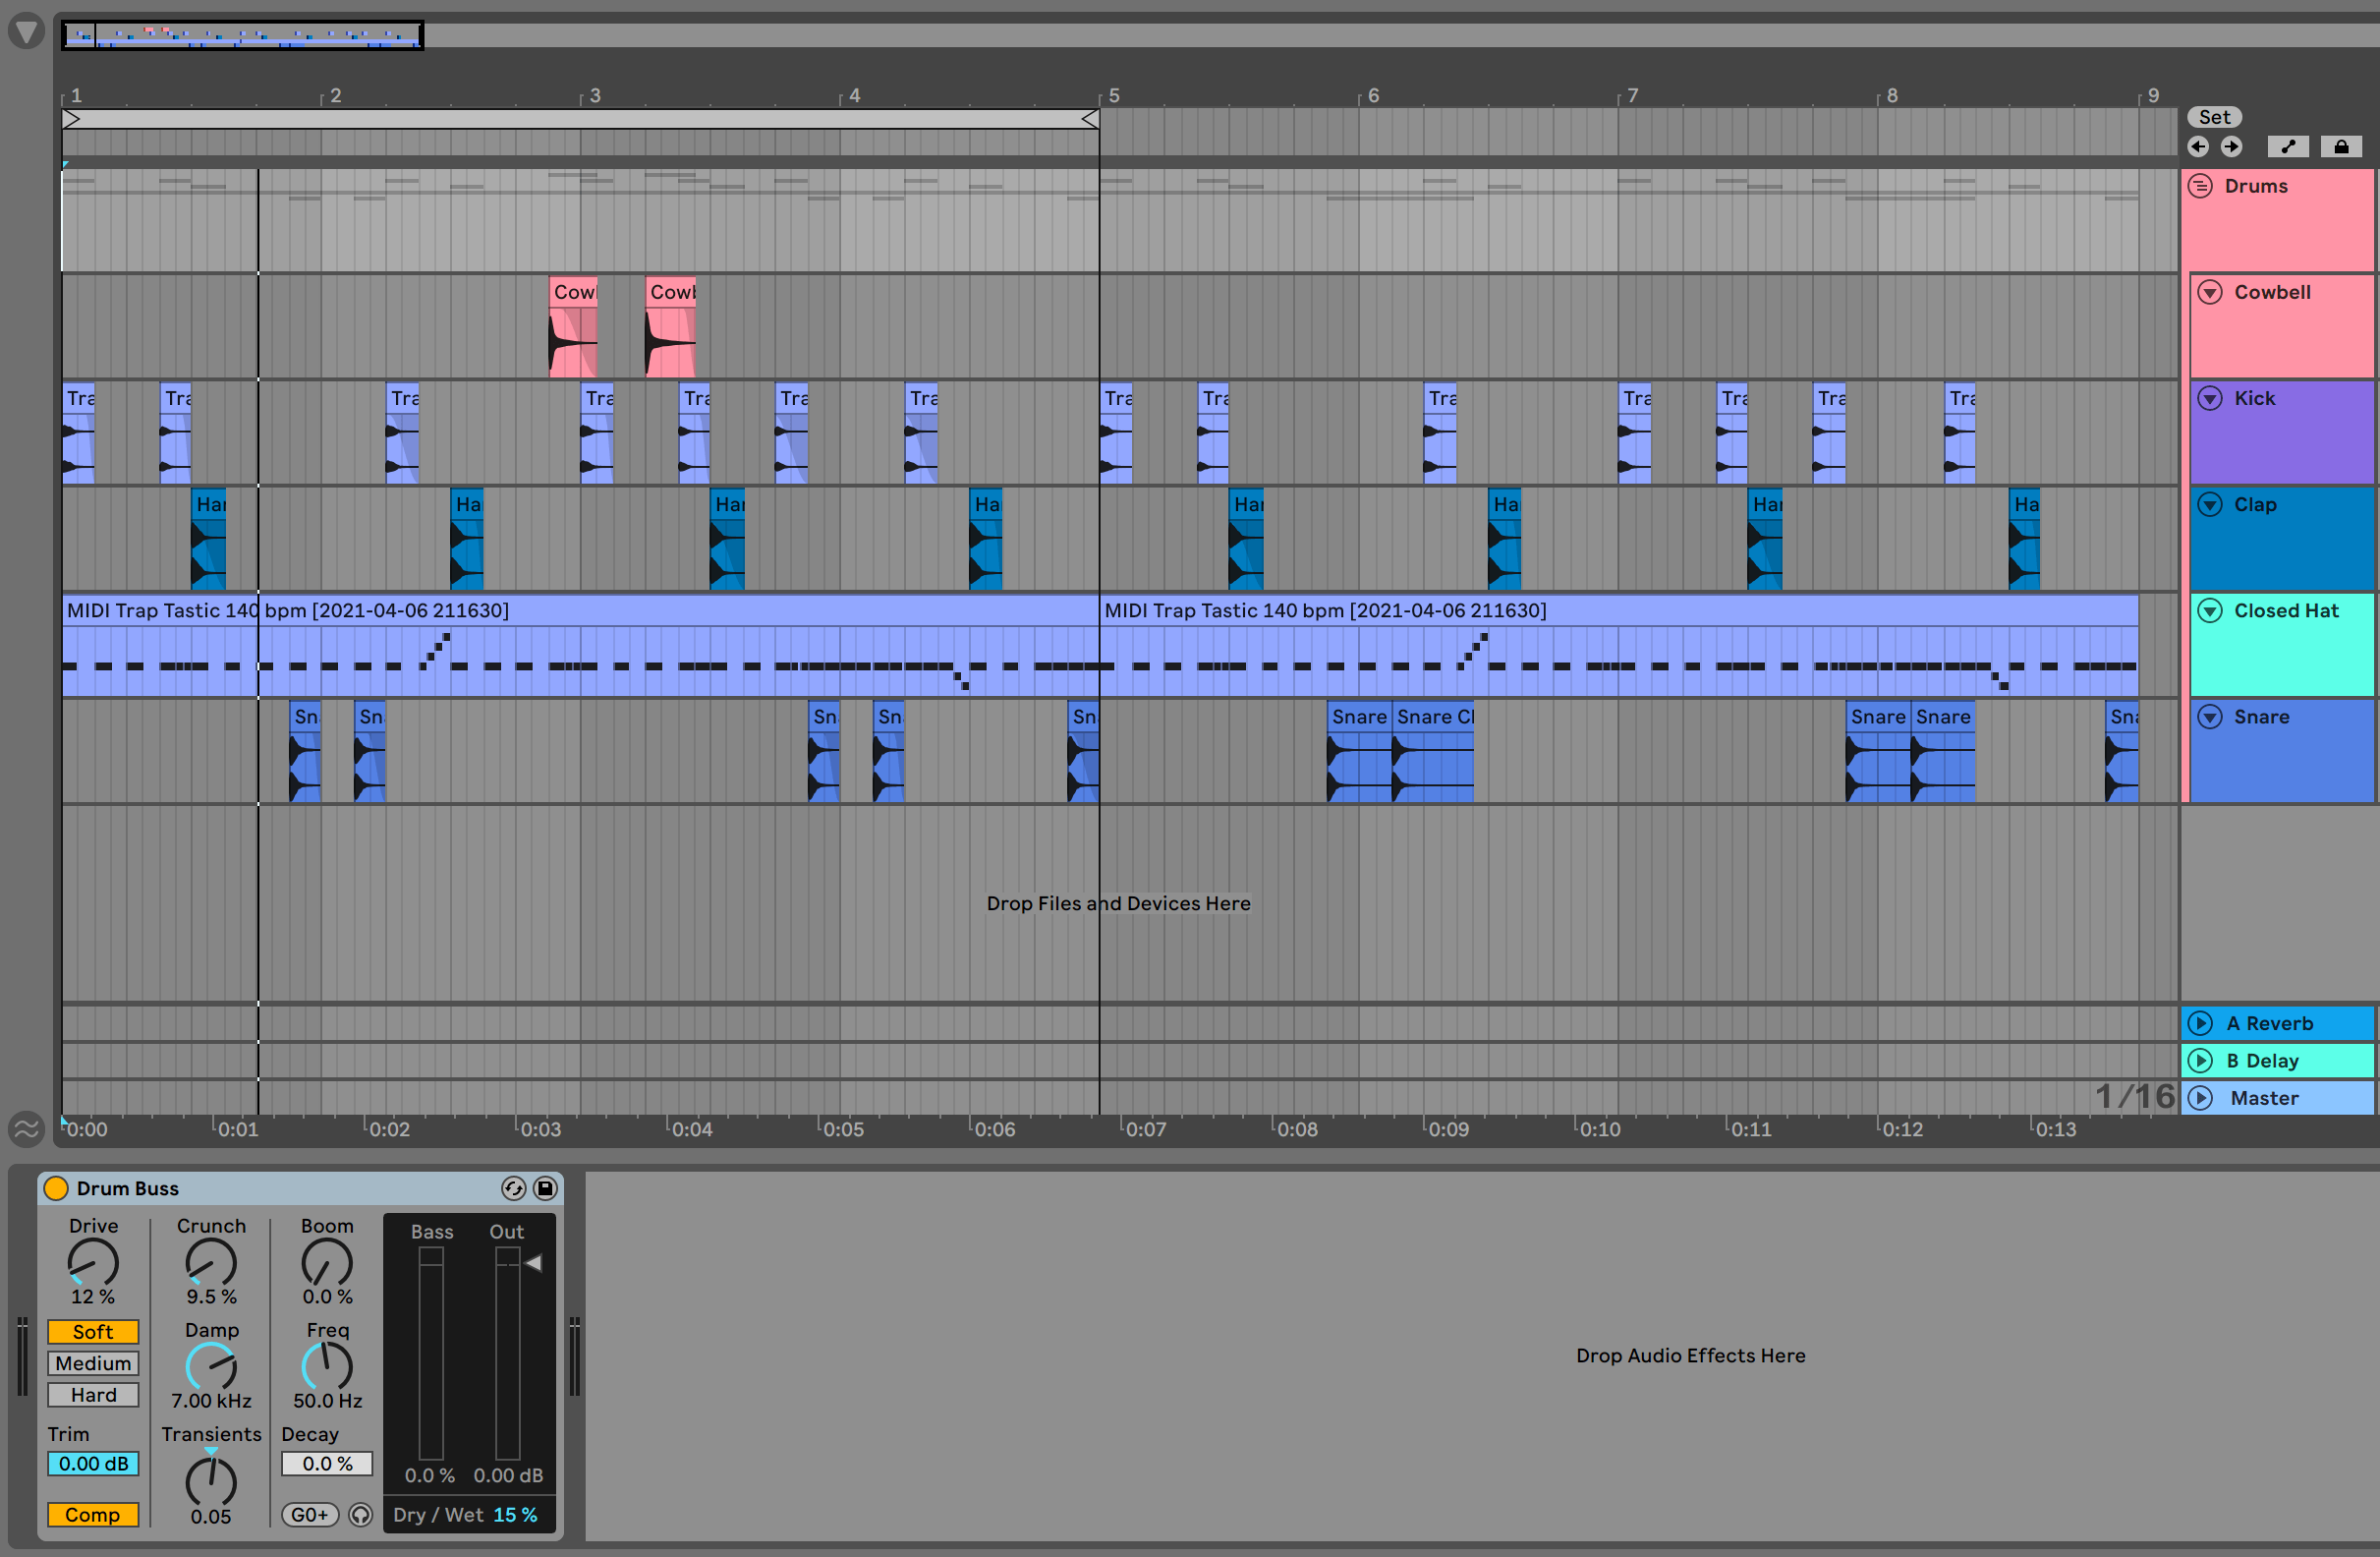 1 2 3 4 5 6 7 8 9
Set
Drums
Cowl Cowb Cowbell
Tra Tra Tra Tra Tra Tra Tra Tra Tra Tra Tra Tra Tra Tra Kick
Har Ha Har Ha Har Ha Har Ha Clap
MIDI Trap Tastic 140 bpm [2021-04-06 211630] MIDI Trap Tastic 140 bpm [2021-04-06 211630] Closed Hat
Sna Sn Sn Sn Sn Snare Snare Cl Snare Snare Sna Snare
Drop Files and Devices Here
A Reverb
B Delay
1/16 Master
0:00 0:01 0:02 0:03 0:04 0:05 0:06 0:07 0:08 0:09 0:10 0:11 0:12 0:13
Drum Buss
Drive Crunch Boom Bass Out
12 % 9.5 % 0.0 %
Soft Damp Freq
Medium
Hard 7.00 kHz 50.0 Hz
Drop Audio Effects Here
Trim Transients Decay
0.00 dB 0.0 % 0.0 % 0.00 dB
Comp 0.05 G0+ Dry / Wet 15 %